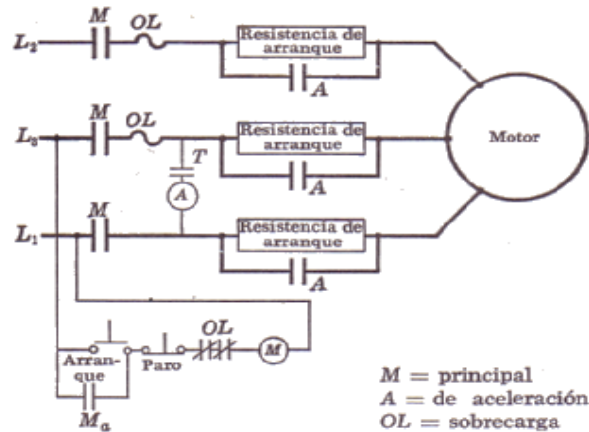 M
OL
Resistencia de
arranque
L₂
A
M
OL
Resistencia de
arranque
L₃
T
A
Motor
A
M
Resistencia de
arranque
L₁
A
OL
M
Arran-
que
Paro
Mₐ
M = principal
A = de aceleración
OL = sobrecarga